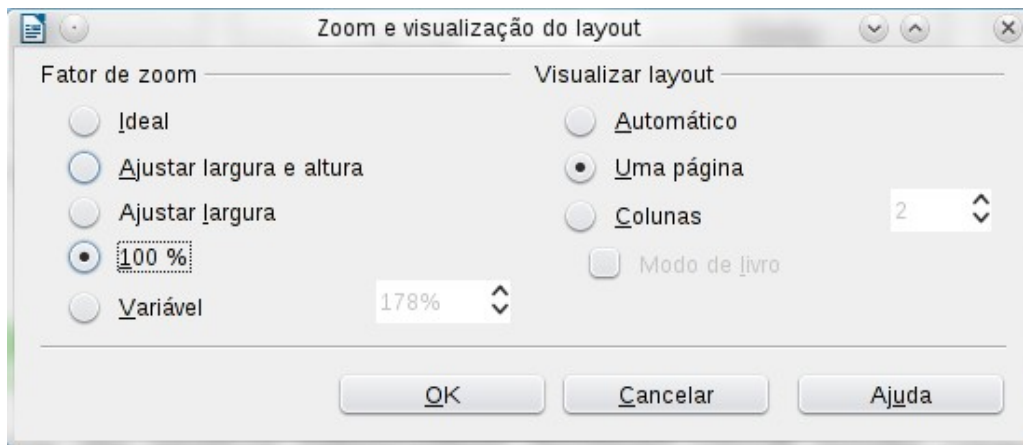 Zoom e visualização do layout
Fator de zoom
Ideal
Ajustar largura e altura
Ajustar largura
100 %
Variável 178%
Visualizar layout
Automático
Uma página
Colunas 2
Modo de livro
OK Cancelar Ajuda